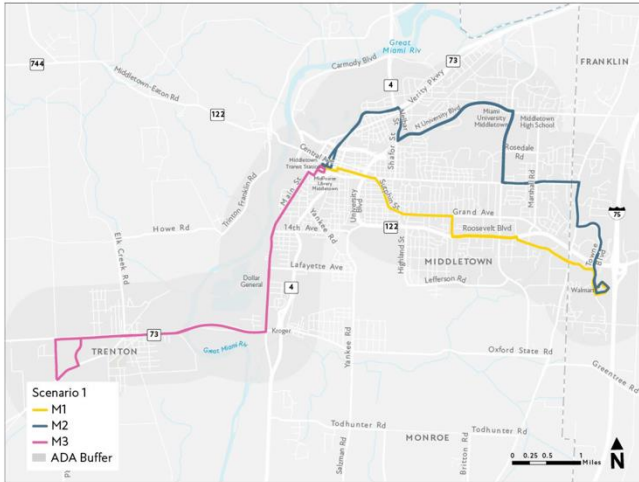 744
Middletown-Eaton Rd
122
Carmody Blvd
Great
Miami Riv
73
Verity Pkwy
4
FRANKLIN
N University Blvd
Miami
University
Middletown
Middletown
High School
Shafor St
Rosedale
Rd
Central Ave
Middletown
Transit Station
MidPointe
Library
Middletown
Main St
Sutphin St
Marshall Rd
75
Trenton Franklin Rd
Yankee Rd
University
Blvd
Grand Ave
Howe Rd
14th Ave
122
Roosevelt Blvd
Elk Creek Rd
Highland St
MIDDLETOWN
Towne
Blvd
Lafayette Ave
Lefferson Rd
Walmart
Dollar
General
4
73
Kroger
TRENTON
Great Miami Riv
Yankee Rd
Oxford State Rd
Greentree Rd
Scenario 1
M1
M2
M3
ADA Buffer
Todhunter Rd
MONROE
Todhunter Rd
Salzman Rd
Britton Rd
0 0.25 0.5 1
Miles
N